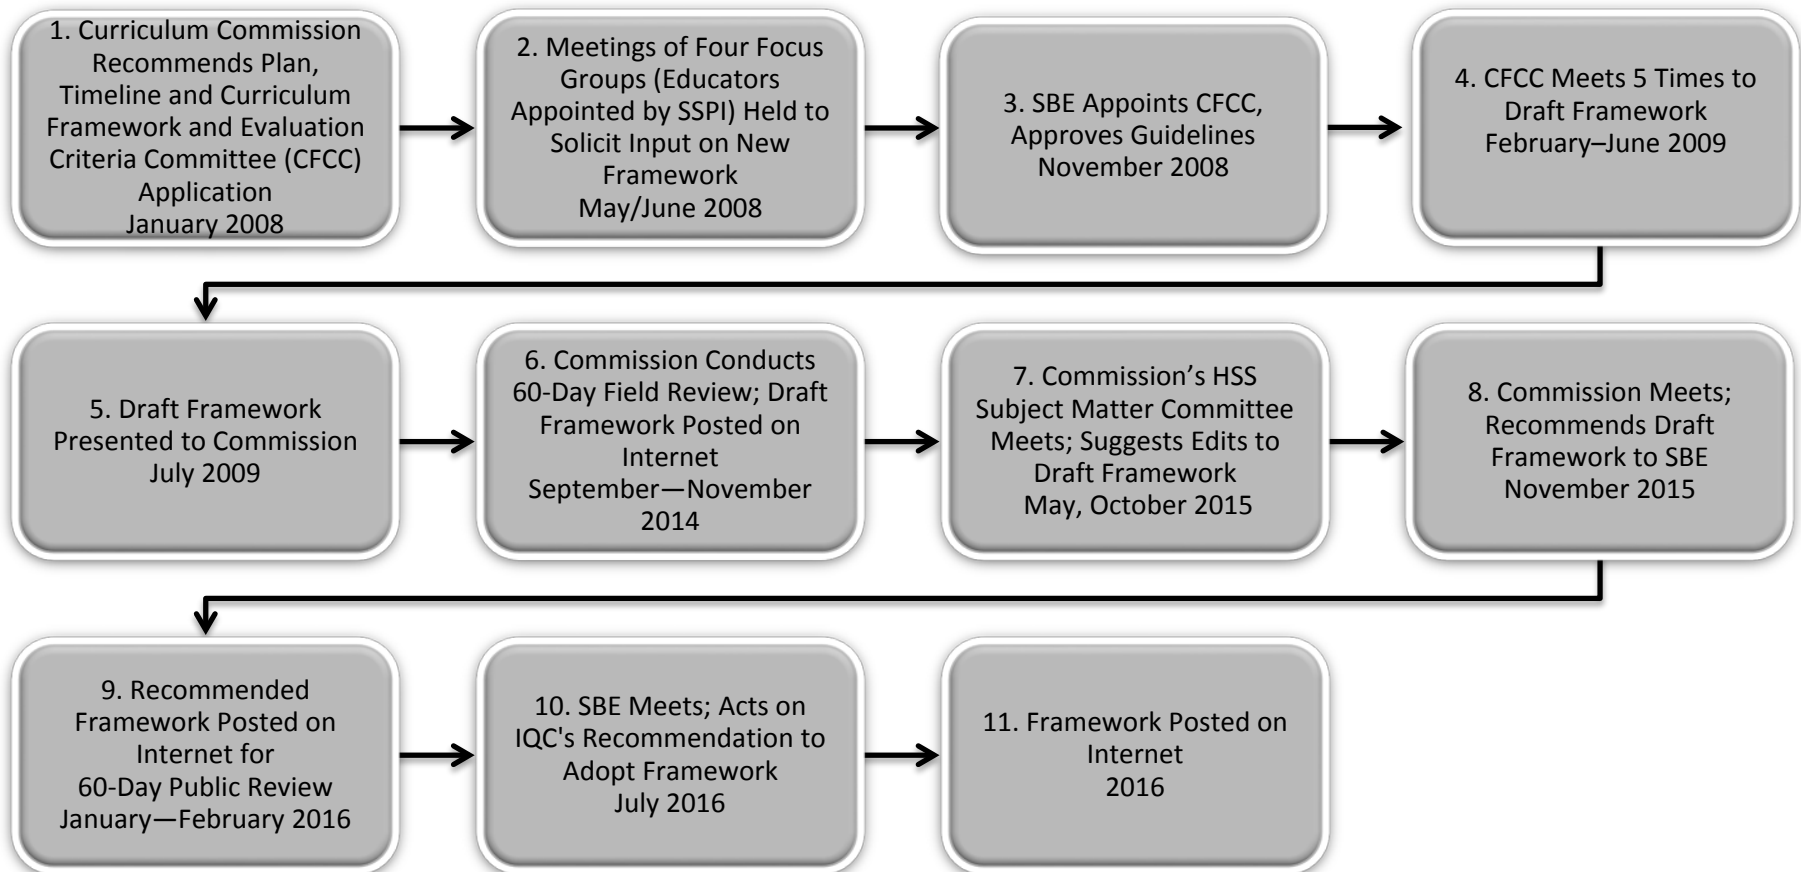 1. Curriculum Commission
Recommends Plan,
Timeline and Curriculum
Framework and Evaluation
Criteria Committee (CFCC)
Application
January 2008
2. Meetings of Four Focus
Groups (Educators
Appointed by SSPI) Held to
Solicit Input on New
Framework
May/June 2008
3. SBE Appoints CFCC,
Approves Guidelines
November 2008
4. CFCC Meets 5 Times to
Draft Framework
February–June 2009
5. Draft Framework
Presented to Commission
July 2009
6. Commission Conducts
60-Day Field Review; Draft
Framework Posted on
Internet
September—November
2014
7. Commission’s HSS
Subject Matter Committee
Meets; Suggests Edits to
Draft Framework
May, October 2015
8. Commission Meets;
Recommends Draft
Framework to SBE
November 2015
9. Recommended
Framework Posted on
Internet for
60-Day Public Review
January—February 2016
10. SBE Meets; Acts on
IQC's Recommendation to
Adopt Framework
July 2016
11. Framework Posted on
Internet
2016